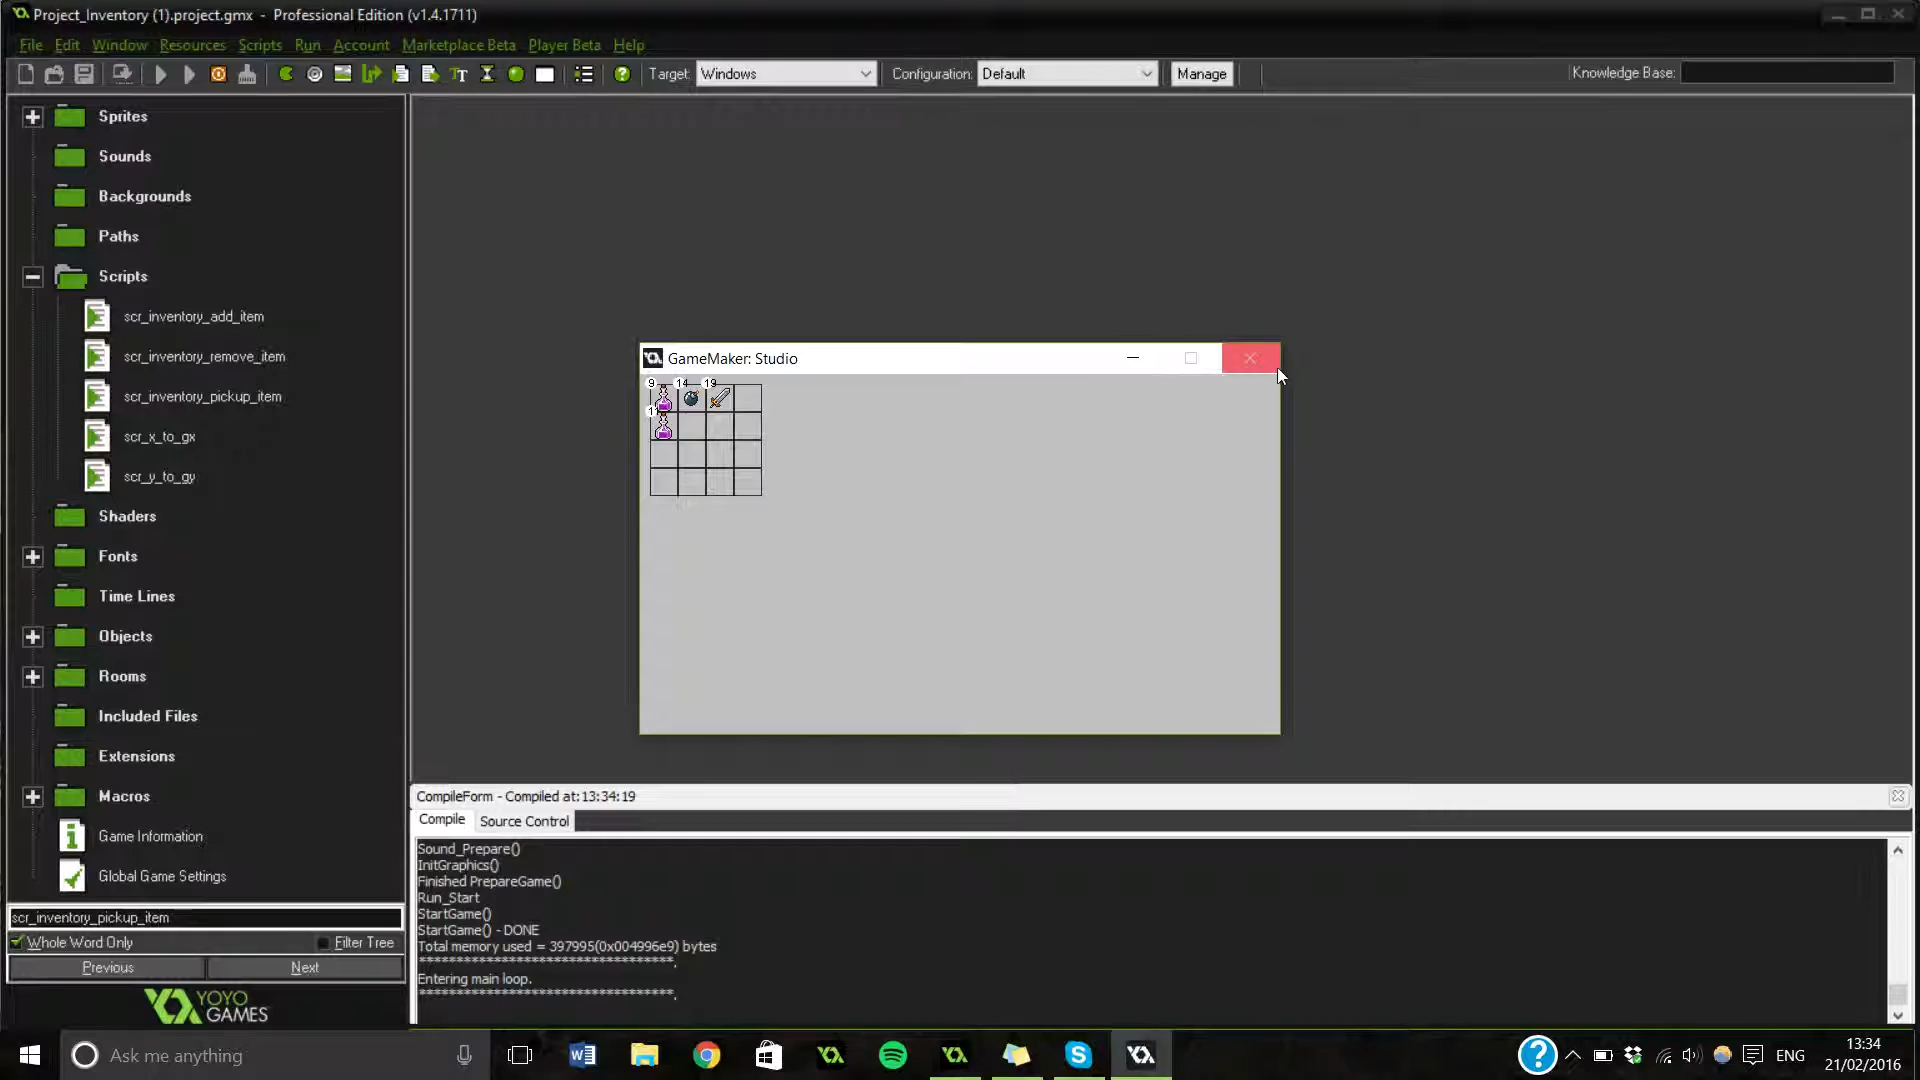 Project_Inventory (1).project.gmx - Professional Edition (v1.4.1711)
File Edit Window Resources Scripts Run Account Marketplace Beta Player Beta Help
Target: Windows Configuration: Default Manage Knowledge Base:
Sprites
Sounds
Backgrounds
Paths
Scripts
scr_inventory_add_item
scr_inventory_remove_item
scr_inventory_pickup_item
scr_x_to_gx
scr_y_to_gy
Shaders
Fonts
Time Lines
Objects
Rooms
Included Files
Extensions
Macros
Game Information
Global Game Settings
scr_inventory_pickup_item
Whole Word Only Filter Tree
Previous Next
YOYO
GAMES
GameMaker: Studio
9 14 19
CompileForm - Compiled at:13:34:19
Compile Source Control
Sound_Prepare()
InitGraphics()
Finished PrepareGame()
Run_Start
StartGame()
StartGame() - DONE
Total memory used = 397995(0x004996e9) bytes
**********************************.
Entering main loop.
**********************************.
Ask me anything
ENG
13:34
21/02/2016